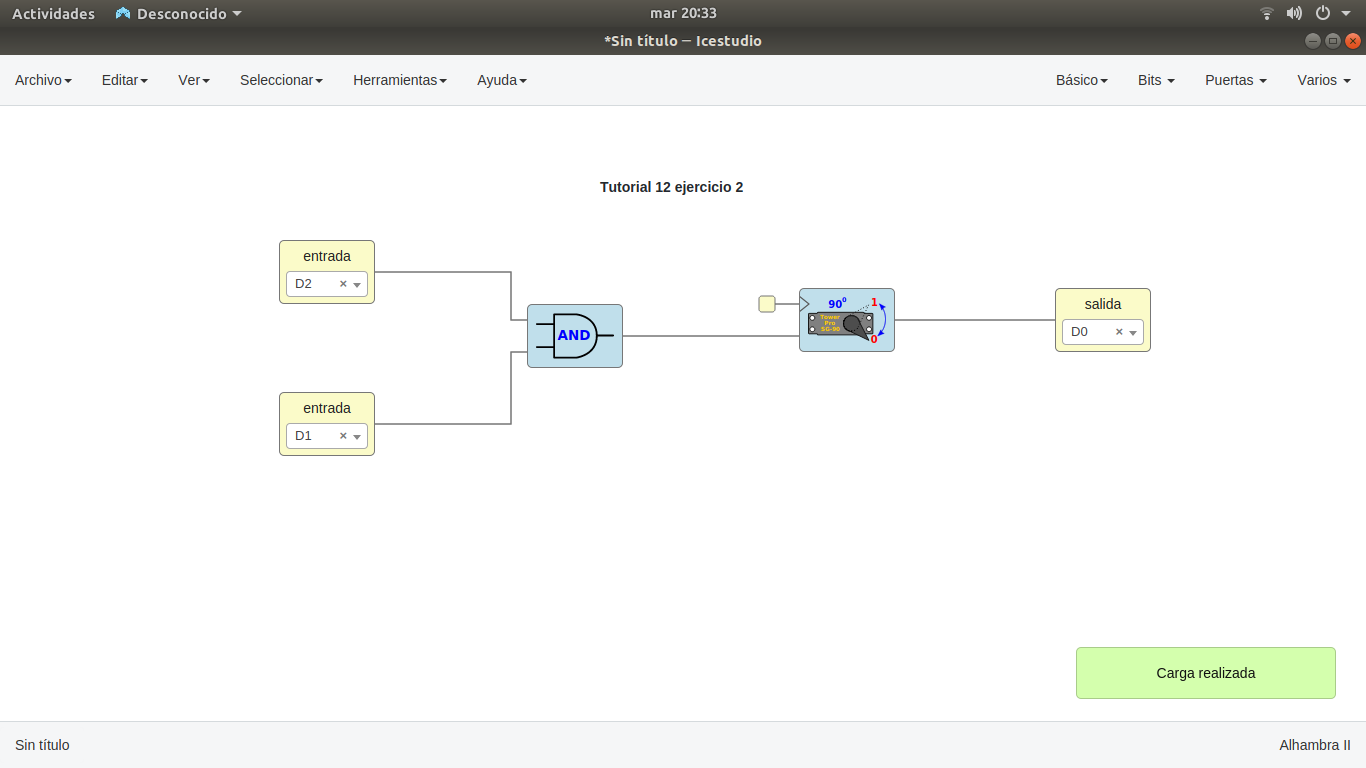 Actividades Desconocido mar 20:33
*Sin título — Icestudio
Archivo Editar Ver Seleccionar Herramientas Ayuda Básico Bits Puertas Varios
Tutorial 12 ejercicio 2
entrada
D2 ×
AND
90º 1
Tower
Pro
SG-90
0
salida
D0 ×
entrada
D1 ×
Carga realizada
Sin título Alhambra II